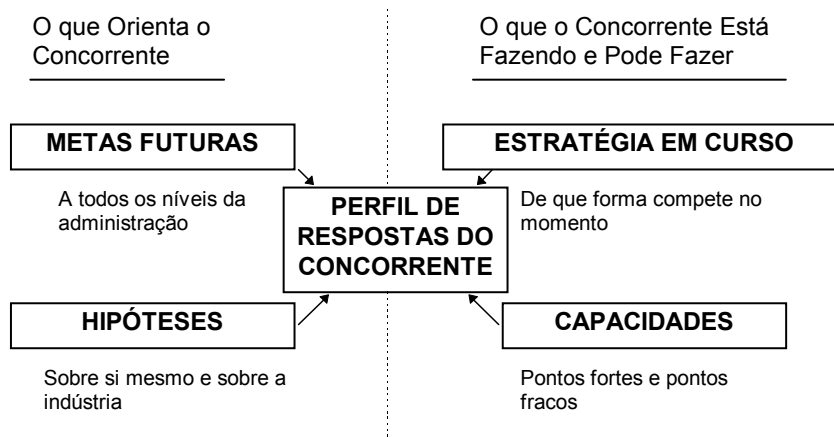 O que Orienta o
Concorrente
O que o Concorrente Está
Fazendo e Pode Fazer
METAS FUTURAS
ESTRATÉGIA EM CURSO
A todos os níveis da
administração
De que forma compete no
momento
PERFIL DE
RESPOSTAS DO
CONCORRENTE
HIPÓTESES
CAPACIDADES
Sobre si mesmo e sobre a
indústria
Pontos fortes e pontos
fracos